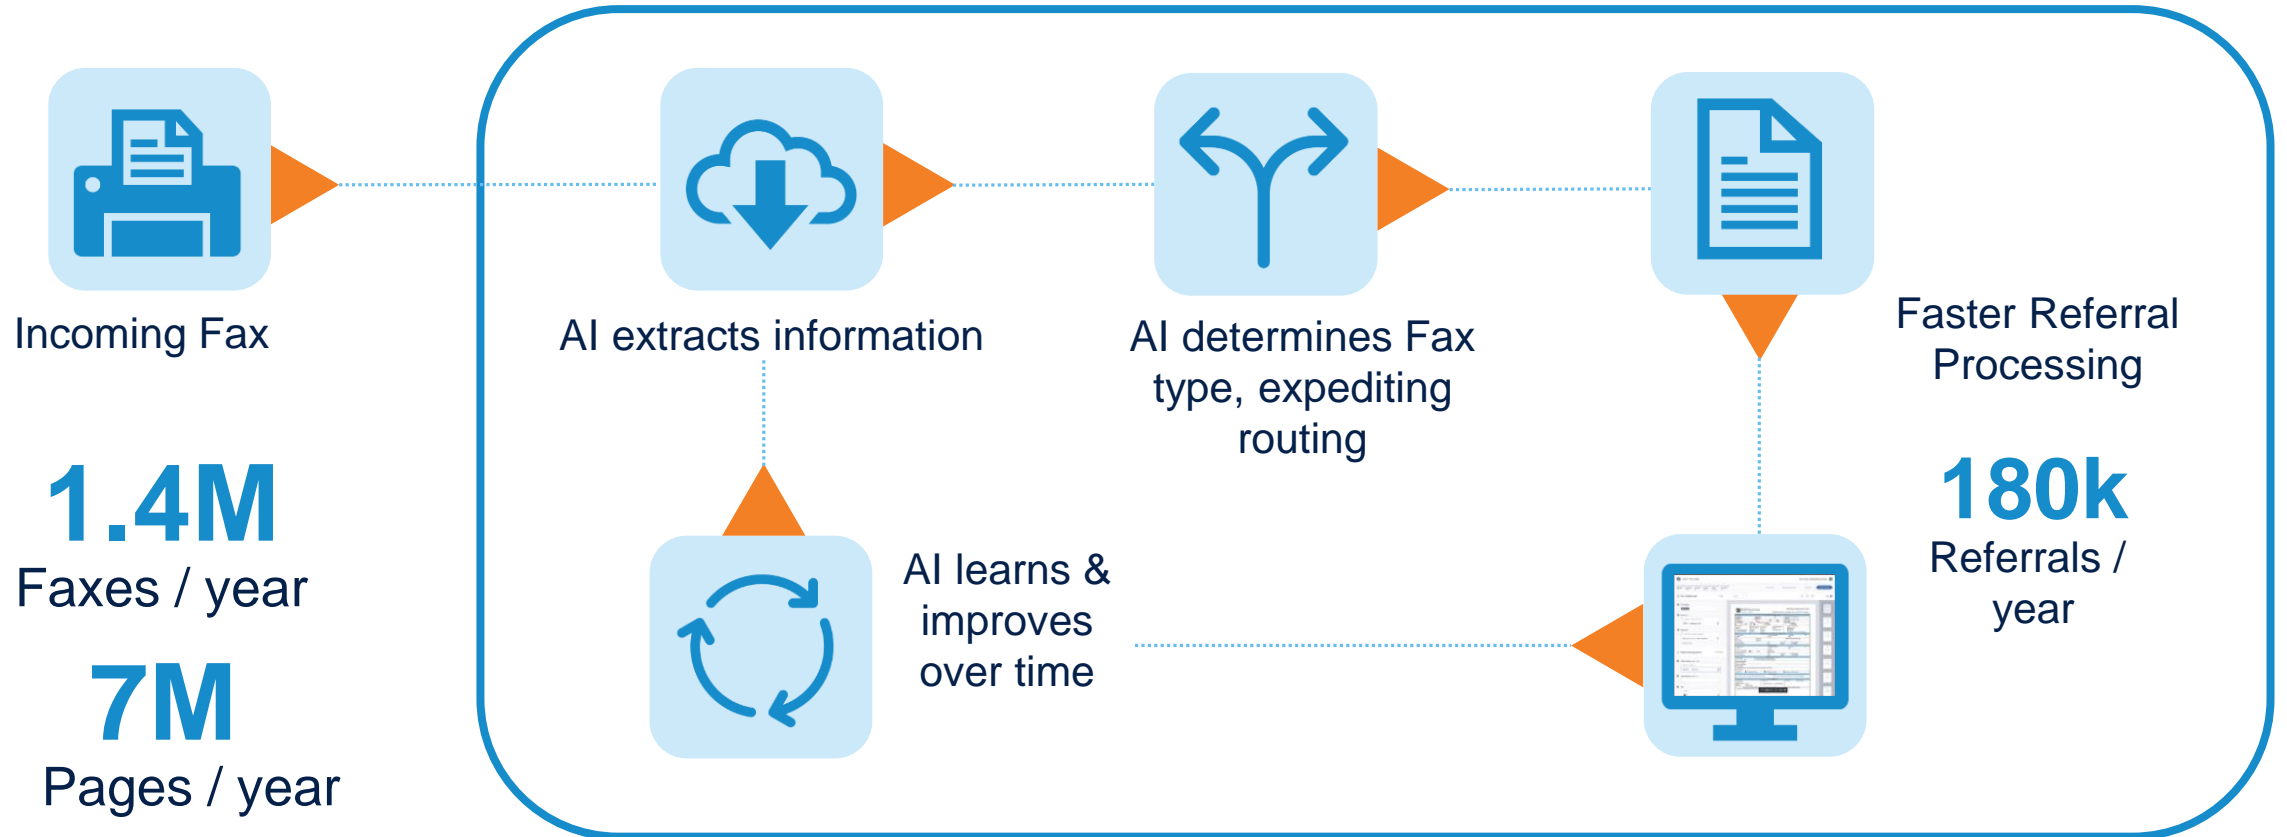 Incoming Fax
1.4M
Faxes / year
7M
Pages / year
AI extracts information
AI determines Fax
type, expediting
routing
Faster Referral
Processing
180k
Referrals /
year
AI learns &
improves
over time